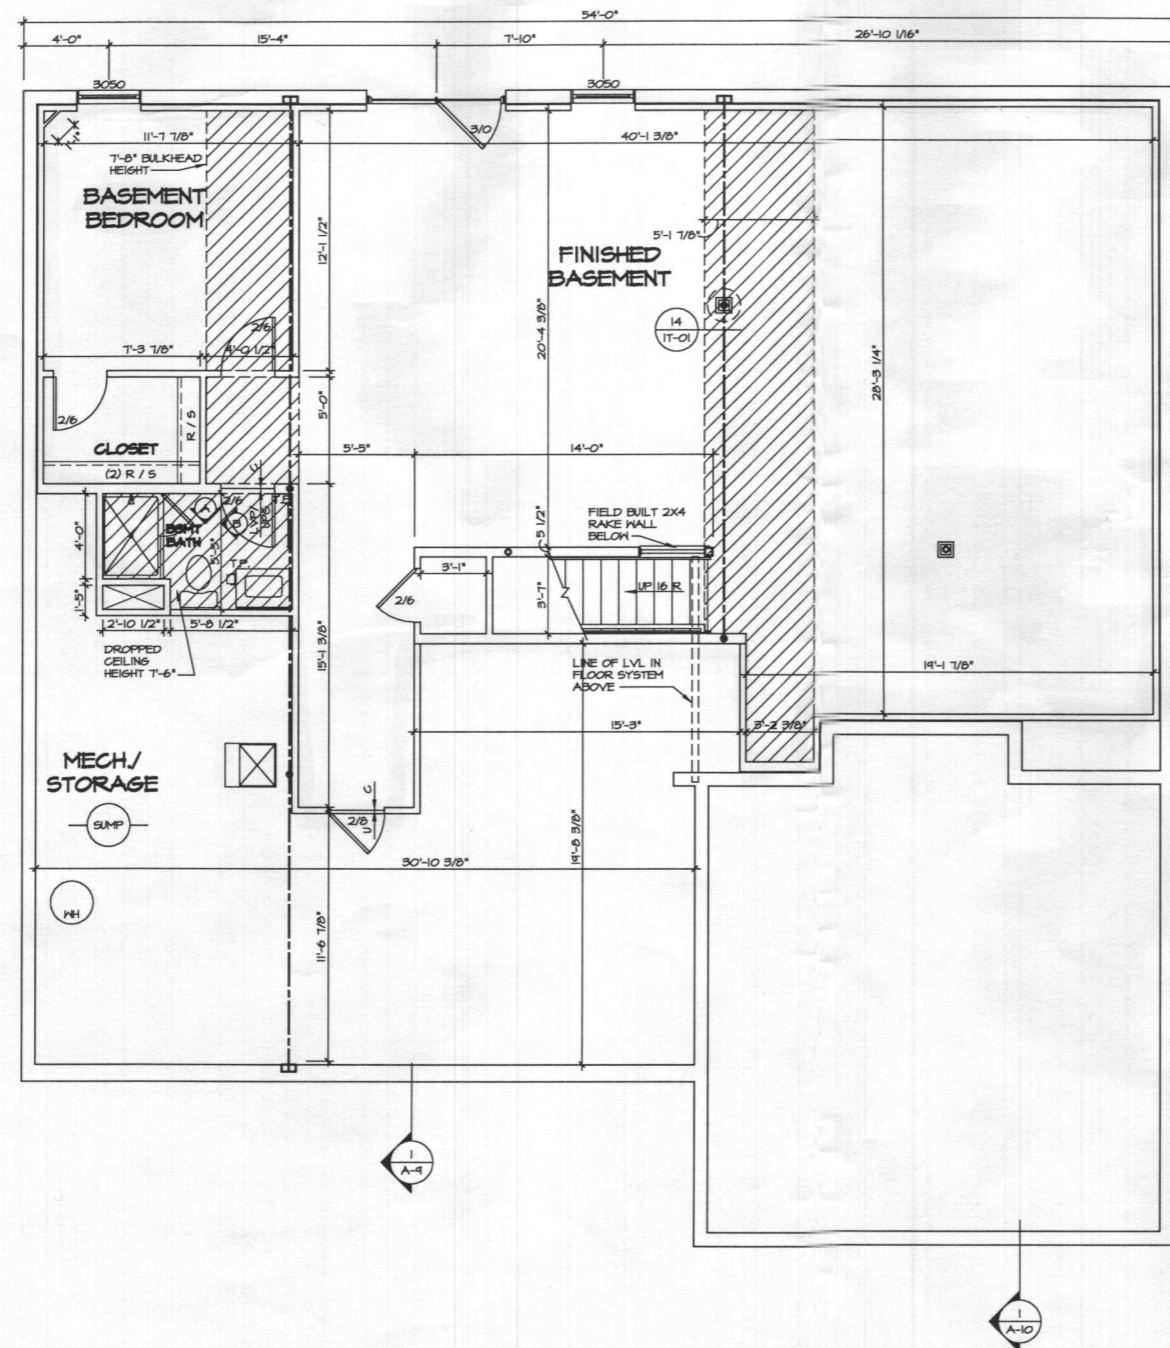 54'-0"
4'-0"
15'-4"
7'-10"
26'-10 1/16"
3050
3050
3/0
11'-7 7/8"
40'-1 3/8"
7'-8" BULKHEAD
HEIGHT
BASEMENT
BEDROOM
12'-1 1/2"
5'-1 7/8"
FINISHED
BASEMENT
20'-4 3/8"
14
1T-01
2/6
7'-3 7/8"
4'-0 1/2"
28'-3 1/4"
2/6
R / S
5'-0"
CLOSET
(2) R / S
5'-5"
14'-0"
C
2/6
T.P.
A
B
LVP/
4'-0"
BSMT
BATH
5'-5"
T.P.
5 1/2"
FIELD BUILT 2X4
RAKE WALL
BELOW
3'-1"
2/6
3'-7"
UP 16 R
1'-5"
2'-10 1/2"
5'-8 1/2"
DROPPED
CEILING
HEIGHT 7'-6"
15'-1 3/8"
LINE OF LVL IN
FLOOR SYSTEM
ABOVE
19'-1 7/8"
15'-3"
3'-2 3/8"
MECH./
STORAGE
SUMP
C
2/8
U
19'-8 3/8"
30'-10 3/8"
WH
11'-6 7/8"
1
A-9
1
A-10